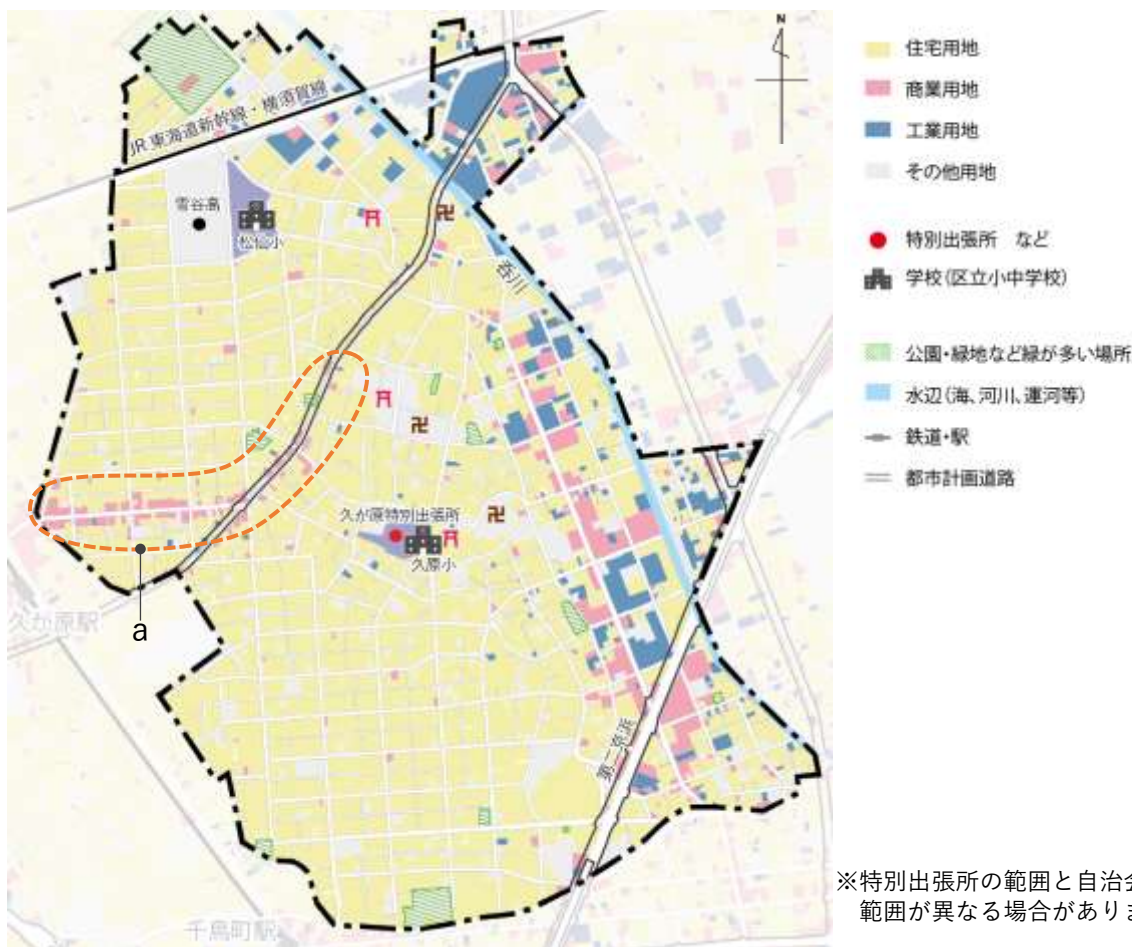 N
JR 東海道新幹線・横須賀線
雪谷高
松仙小
呑川
久が原特別出張所
久原小
久が原駅
a
第二京浜
千鳥町駅
住宅用地
商業用地
工業用地
その他用地
特別出張所 など
学校(区立小中学校)
公園・緑地など緑が多い場所
水辺(海、河川、運河等)
鉄道・駅
都市計画道路
※特別出張所の範囲と自治会
範囲が異なる場合がありま